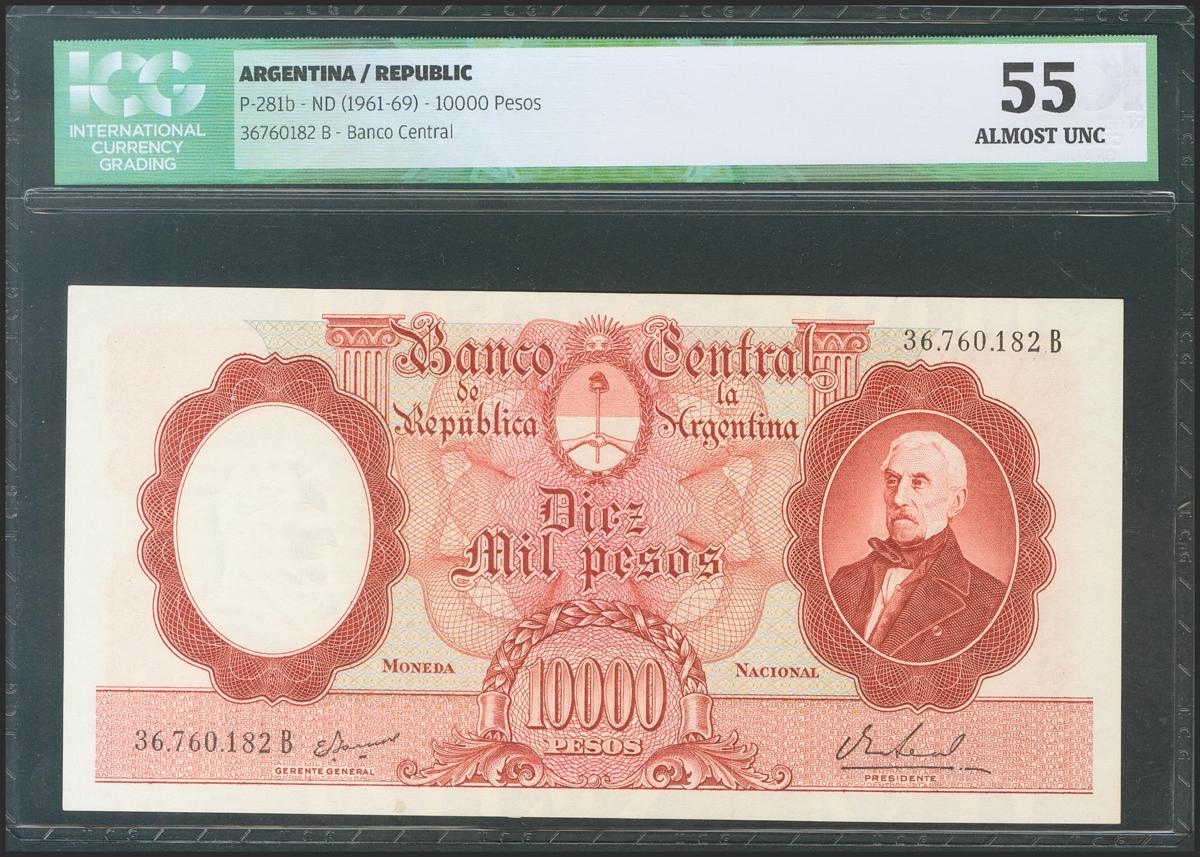 ICG
INTERNATIONAL
CURRENCY
GRADING
ARGENTINA / REPUBLIC
P-281b - ND (1961-69) - 10000 Pesos
36760182 B - Banco Central
55
ALMOST UNC
36.760.182 B
Banco Central
de la
República Argentina
Diez
Mil pesos
MONEDA NACIONAL
10000
PESOS
36.760.182 B
GERENTE GENERAL
PRESIDENTE